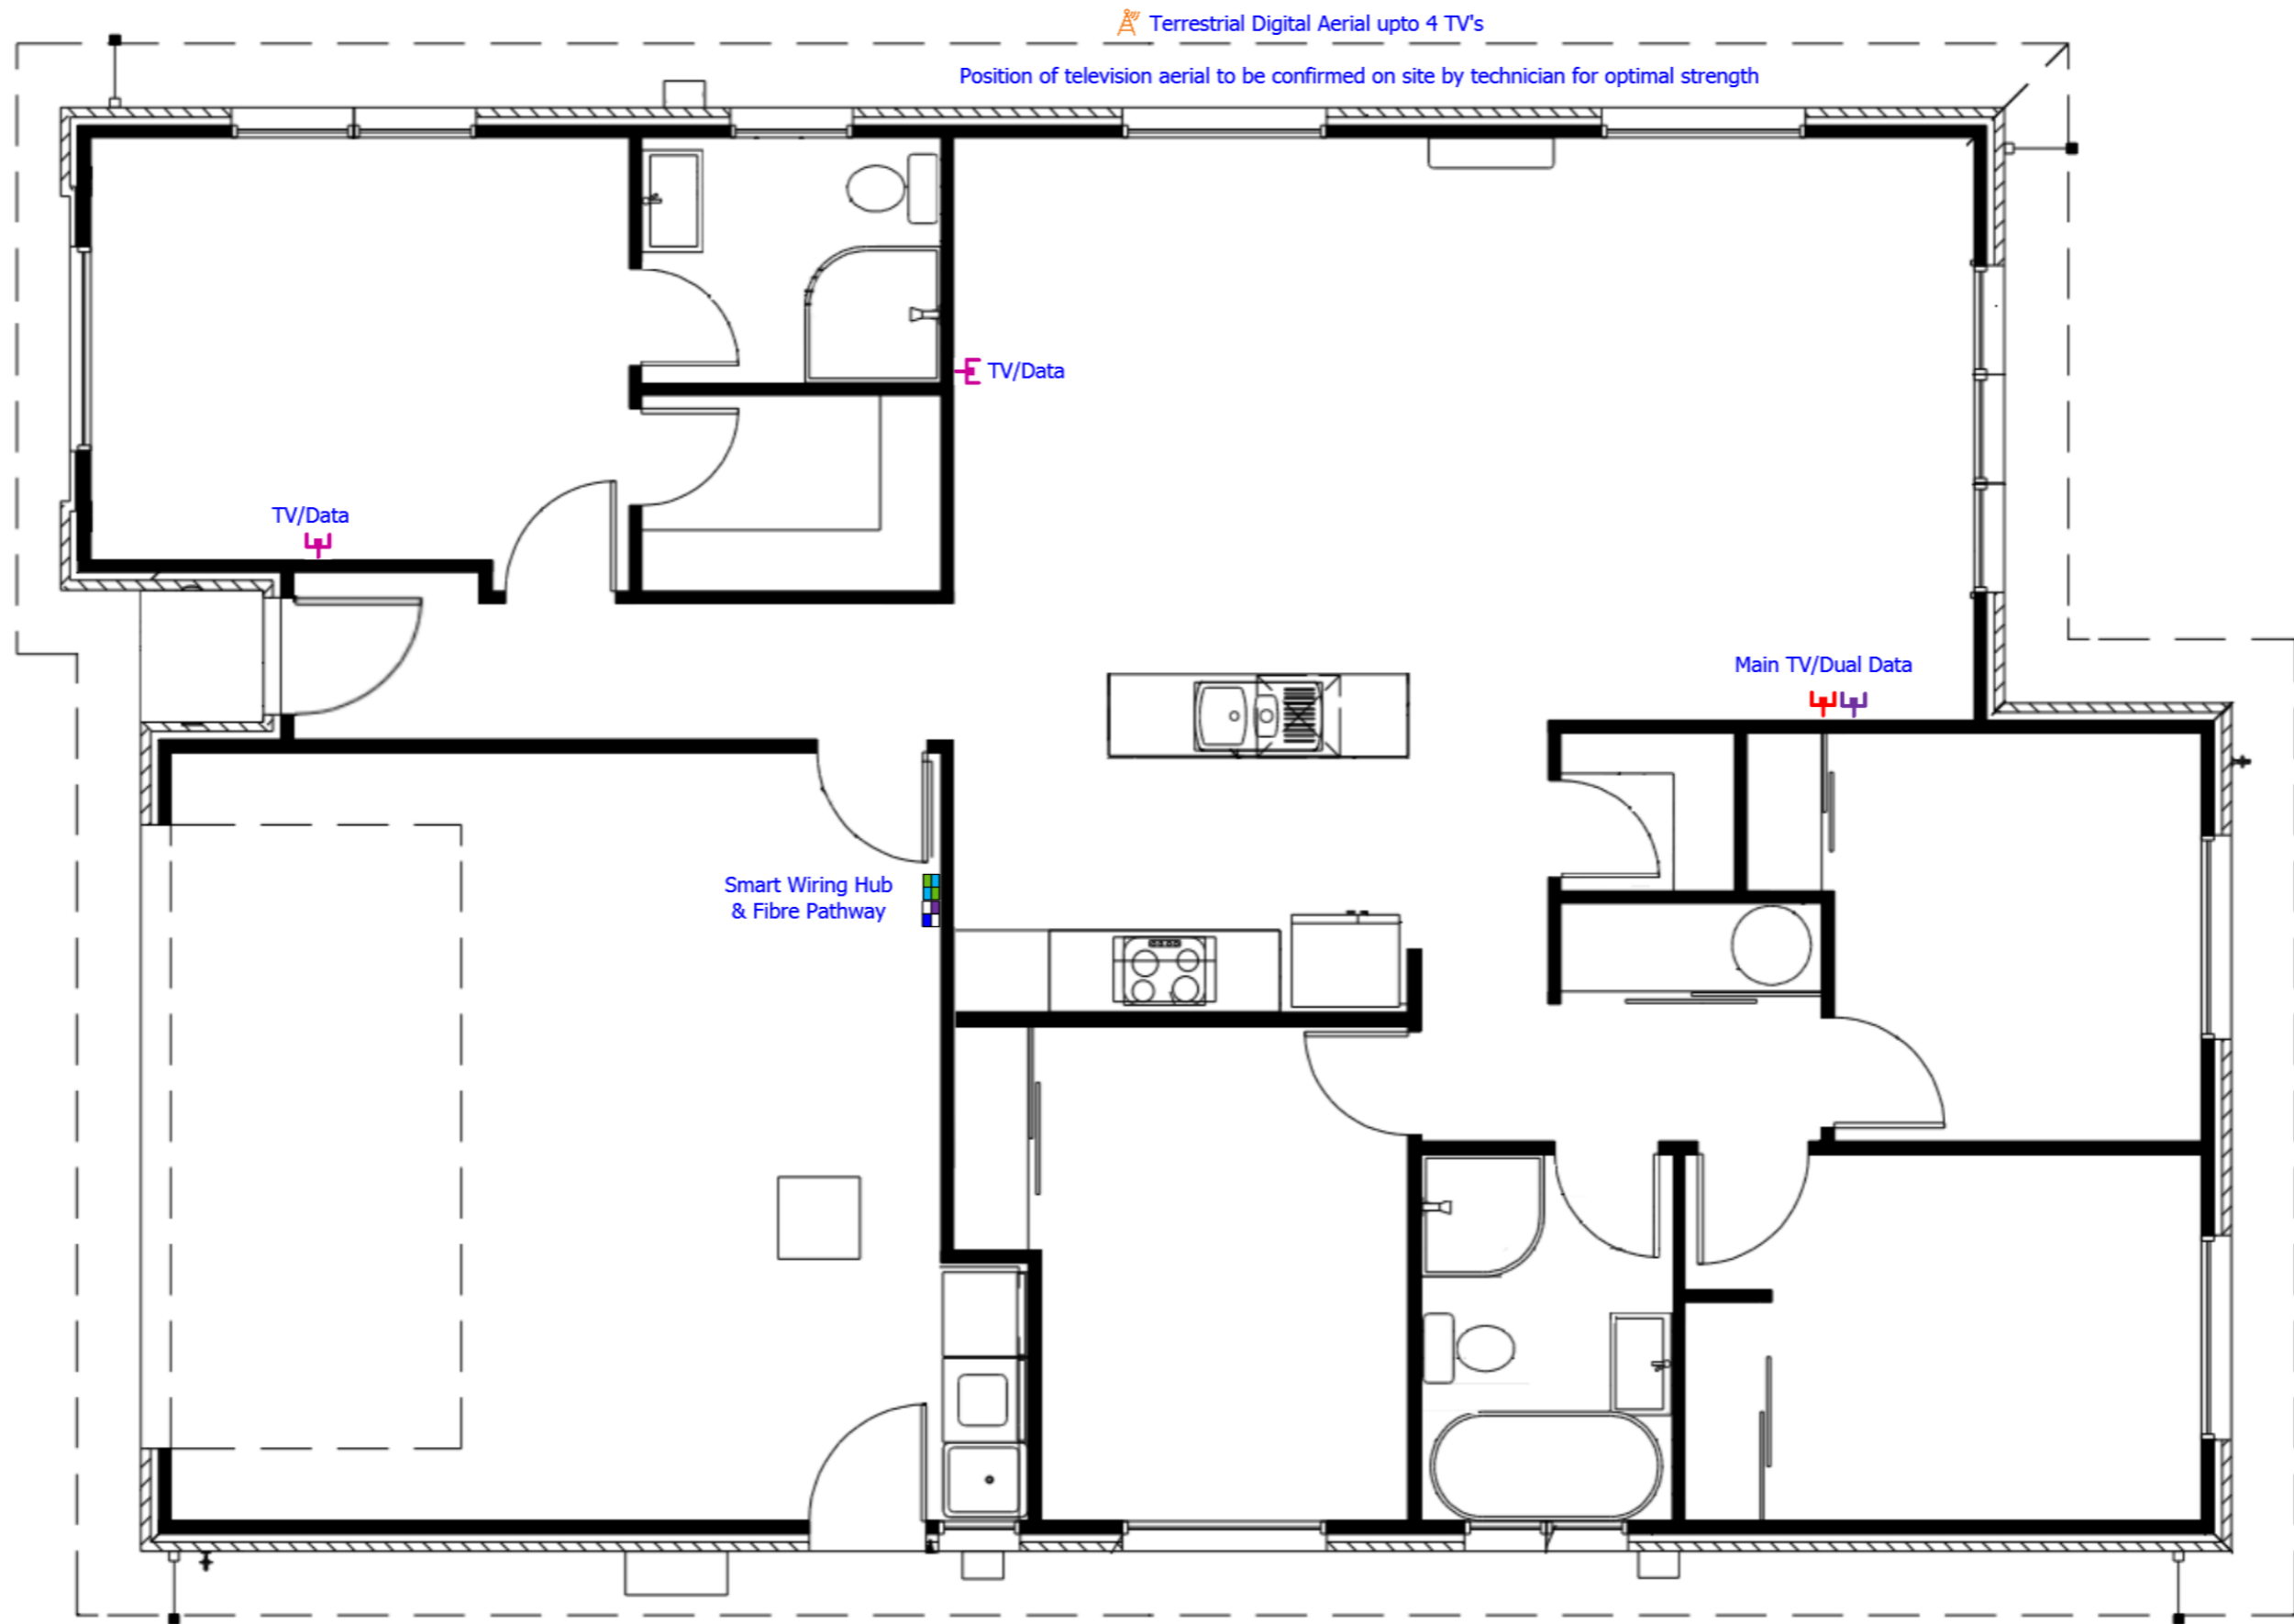 Terrestrial Digital Aerial upto 4 TV's
Position of television aerial to be confirmed on site by technician for optimal strength
TV/Data
TV/Data
Main TV/Dual Data
Smart Wiring Hub
& Fibre Pathway